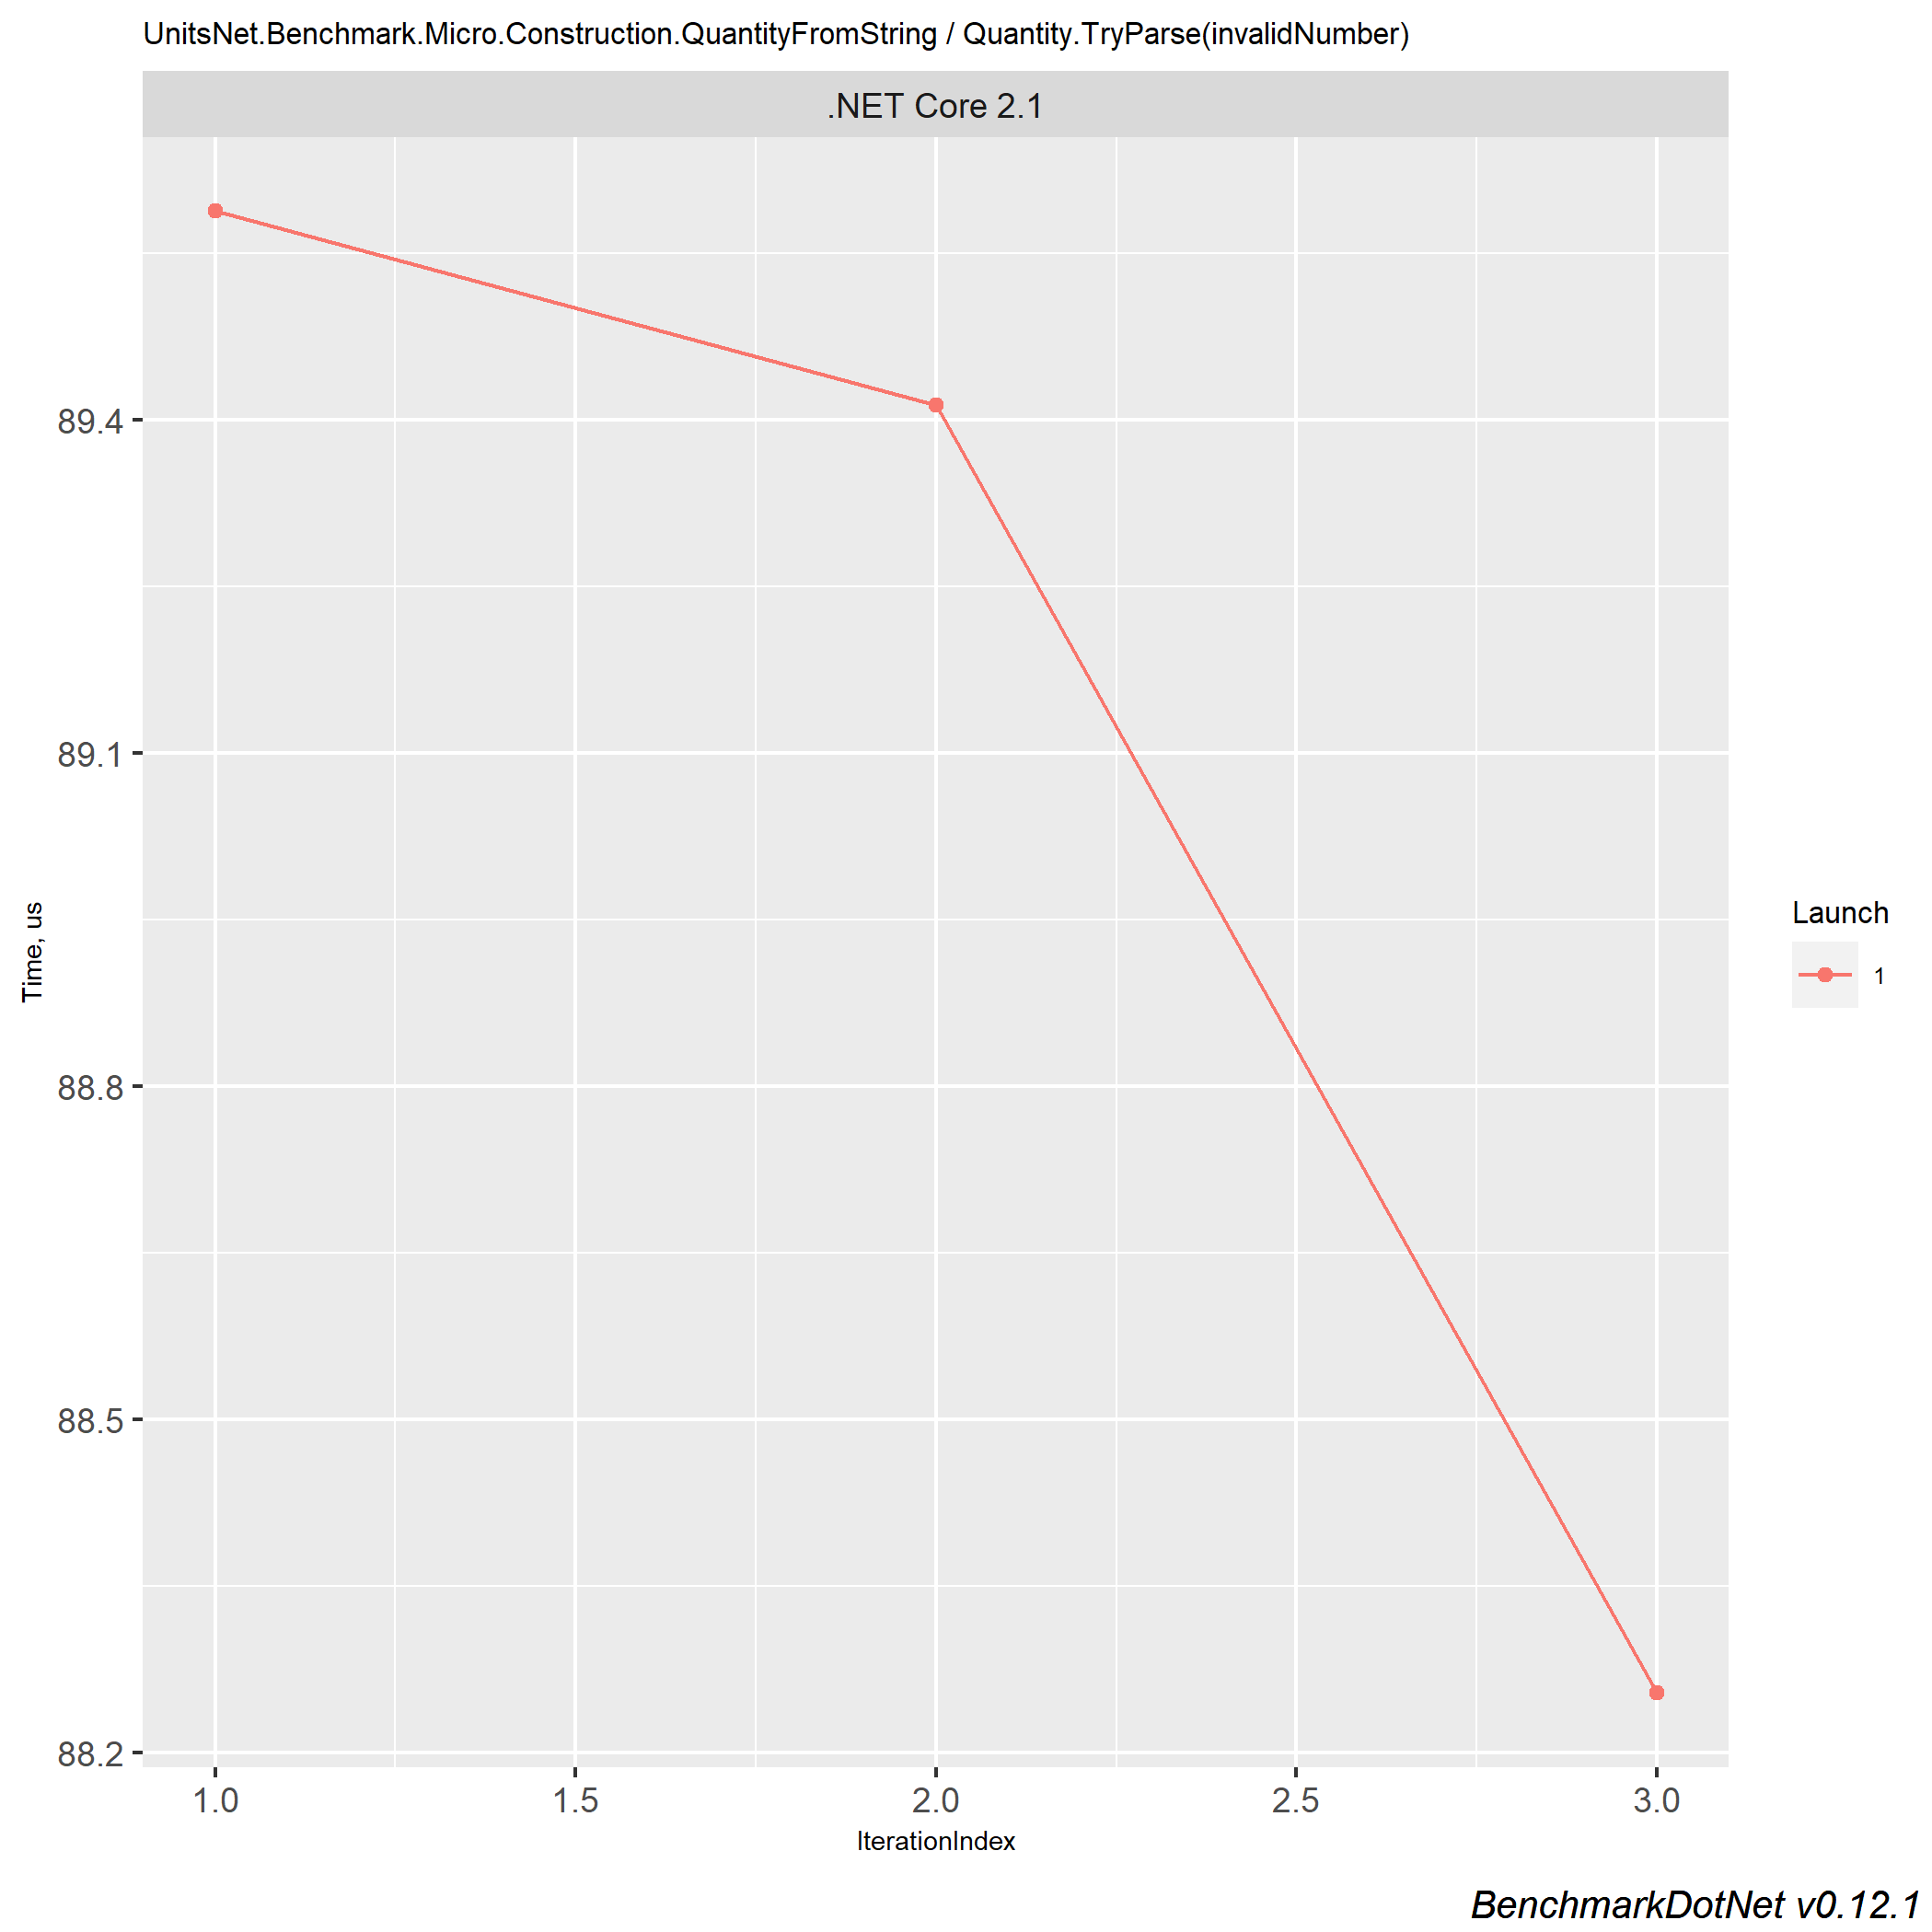 UnitsNet.Benchmark.Micro.Construction.QuantityFromString / Quantity.TryParse(invalidNumber)
.NET Core 2.1
89.4
89.1
88.8
88.5
88.2
Time, us
1.0 1.5 2.0 2.5 3.0
IterationIndex
Launch
1
BenchmarkDotNet v0.12.1